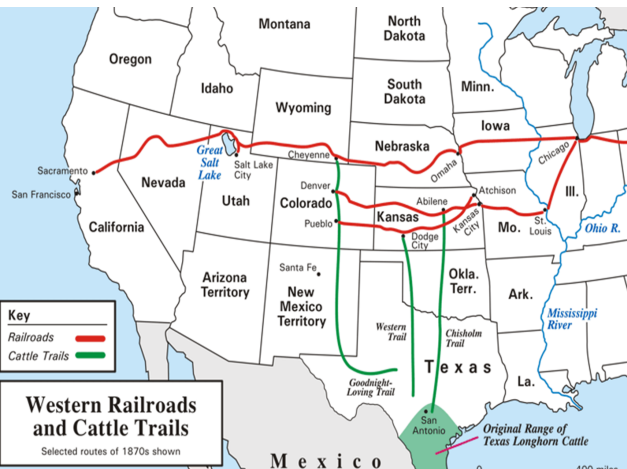 Montana
North
Dakota
Oregon
Minn.
South
Dakota
Idaho
Wyoming
Iowa
Nebraska
Great
Salt
Lake
Cheyenne
Salt Lake
City
Omaha
Chicago
Sacramento
San Francisco
Nevada
Utah
Denver
Colorado
Pueblo
Atchison
Abilene
Kansas
Kansas
City
Dodge
City
Ill.
Mo.
St.
Louis
Ohio R.
California
Arizona
Territory
Santa Fe
New
Mexico
Territory
Okla.
Terr.
Ark.
Mississippi
River
Key
Railroads
Cattle Trails
Western
Trail
Chisholm
Trail
Texas
Goodnight-
Loving Trail
La.
San
Antonio
Original Range of
Texas Longhorn Cattle
Western Railroads
and Cattle Trails
Selected routes of 1870s shown
Mexico
0 400 miles